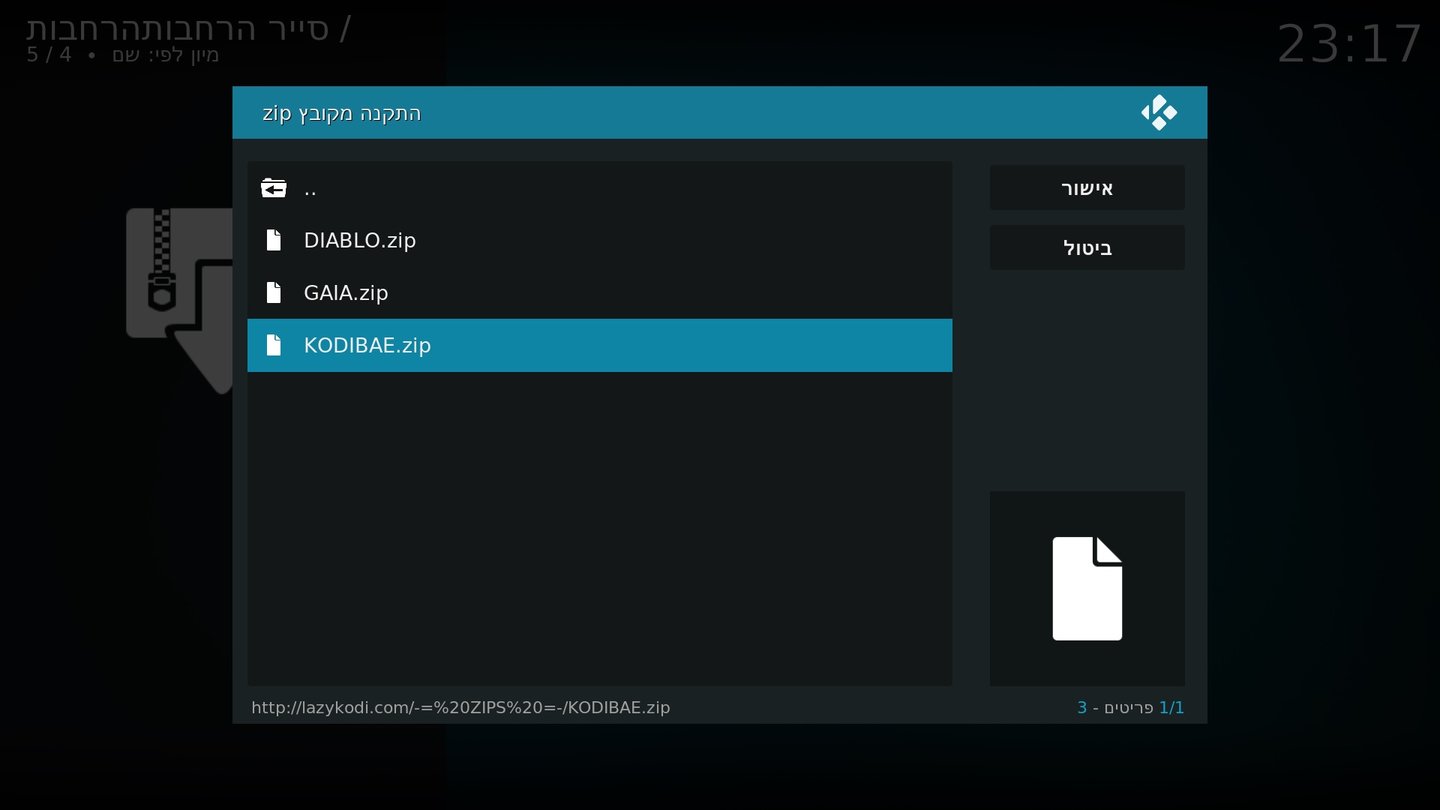 / סייר הרחבותהרחבות
מיון לפי: שם • 4 / 5
23:17
התקנה מקובץ zip
..
DIABLO.zip
GAIA.zip
KODIBAE.zip
אישור
ביטול
http://lazykodi.com/-=%20ZIPS%20=-/KODIBAE.zip
3 - פריטים 1/1